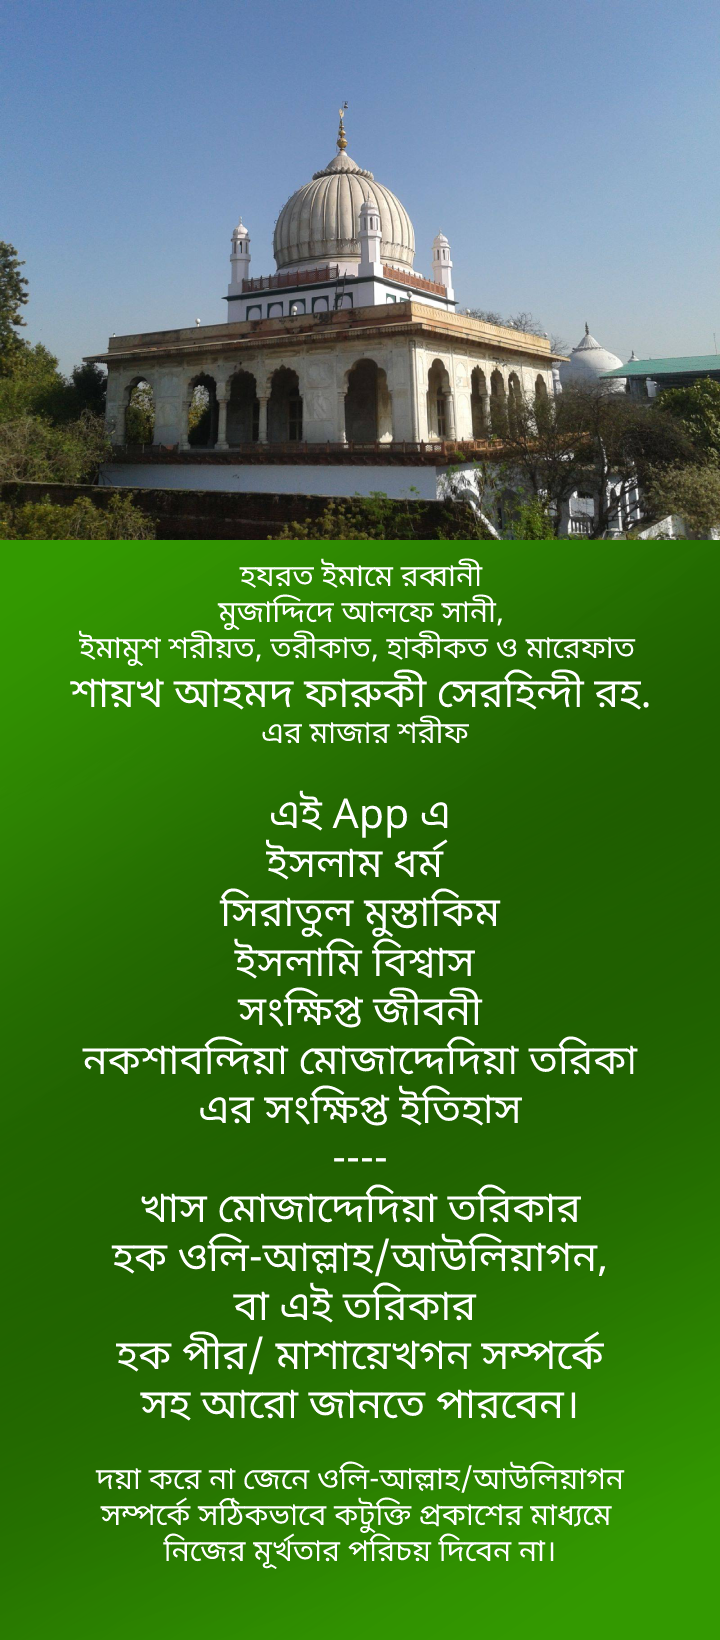 হযরত ইমামে রব্বানী
মুজাদ্দিদে আলফে সানী,
ইমামুশ শরীয়ত, তরীকাত, হাকীকত ও মারেফাত
শায়খ আহমদ ফারুকী সেরহিন্দী রহ.
এর মাজার শরীফ
এই App এ
ইসলাম ধর্ম
সিরাতুল মুস্তাকিম
ইসলামি বিশ্বাস
সংক্ষিপ্ত জীবনী
নকশাবন্দিয়া মোজাদ্দেদিয়া তরিকা
এর সংক্ষিপ্ত ইতিহাস
----
খাস মোজাদ্দেদিয়া তরিকার
হক ওলি-আল্লাহ/আউলিয়াগন,
বা এই তরিকার
হক পীর/ মাশায়েখগন সম্পর্কে
সহ আরো জানতে পারবেন।
দয়া করে না জেনে ওলি-আল্লাহ/আউলিয়াগন
সম্পর্কে সঠিকভাবে কটুক্তি প্রকাশের মাধ্যমে
নিজের মূর্খতার পরিচয় দিবেন না।